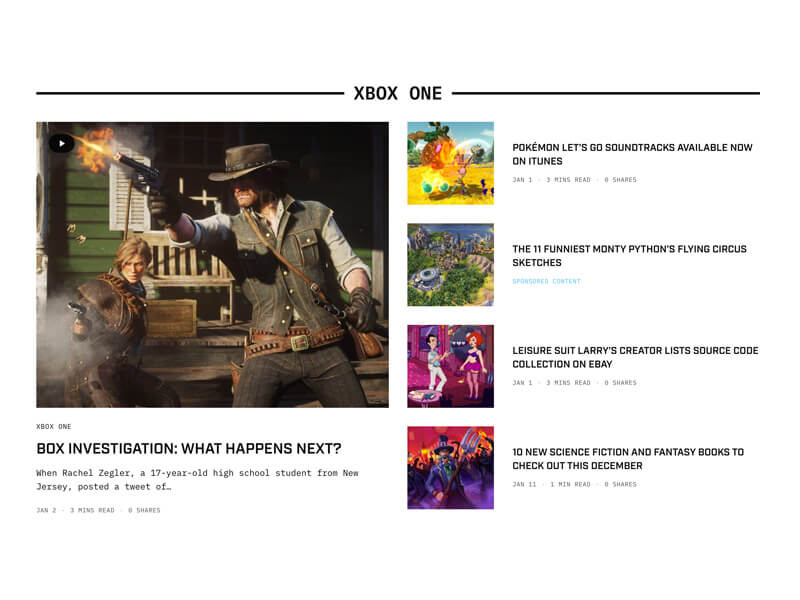 XBOX ONE
XBOX ONE
BOX INVESTIGATION: WHAT HAPPENS NEXT?
When Rachel Zegler, a 17-year-old high school student from New
Jersey, posted a tweet of…
JAN 2 · 3 MINS READ · 0 SHARES
POKÉMON LET'S GO SOUNDTRACKS AVAILABLE NOW
ON ITUNES
JAN 1 · 3 MINS READ · 0 SHARES
THE 11 FUNNIEST MONTY PYTHON'S FLYING CIRCUS
SKETCHES
SPONSORED CONTENT
LEISURE SUIT LARRY'S CREATOR LISTS SOURCE CODE
COLLECTION ON EBAY
JAN 1 · 3 MINS READ · 0 SHARES
10 NEW SCIENCE FICTION AND FANTASY BOOKS TO
CHECK OUT THIS DECEMBER
JAN 11 · 1 MIN READ · 0 SHARES